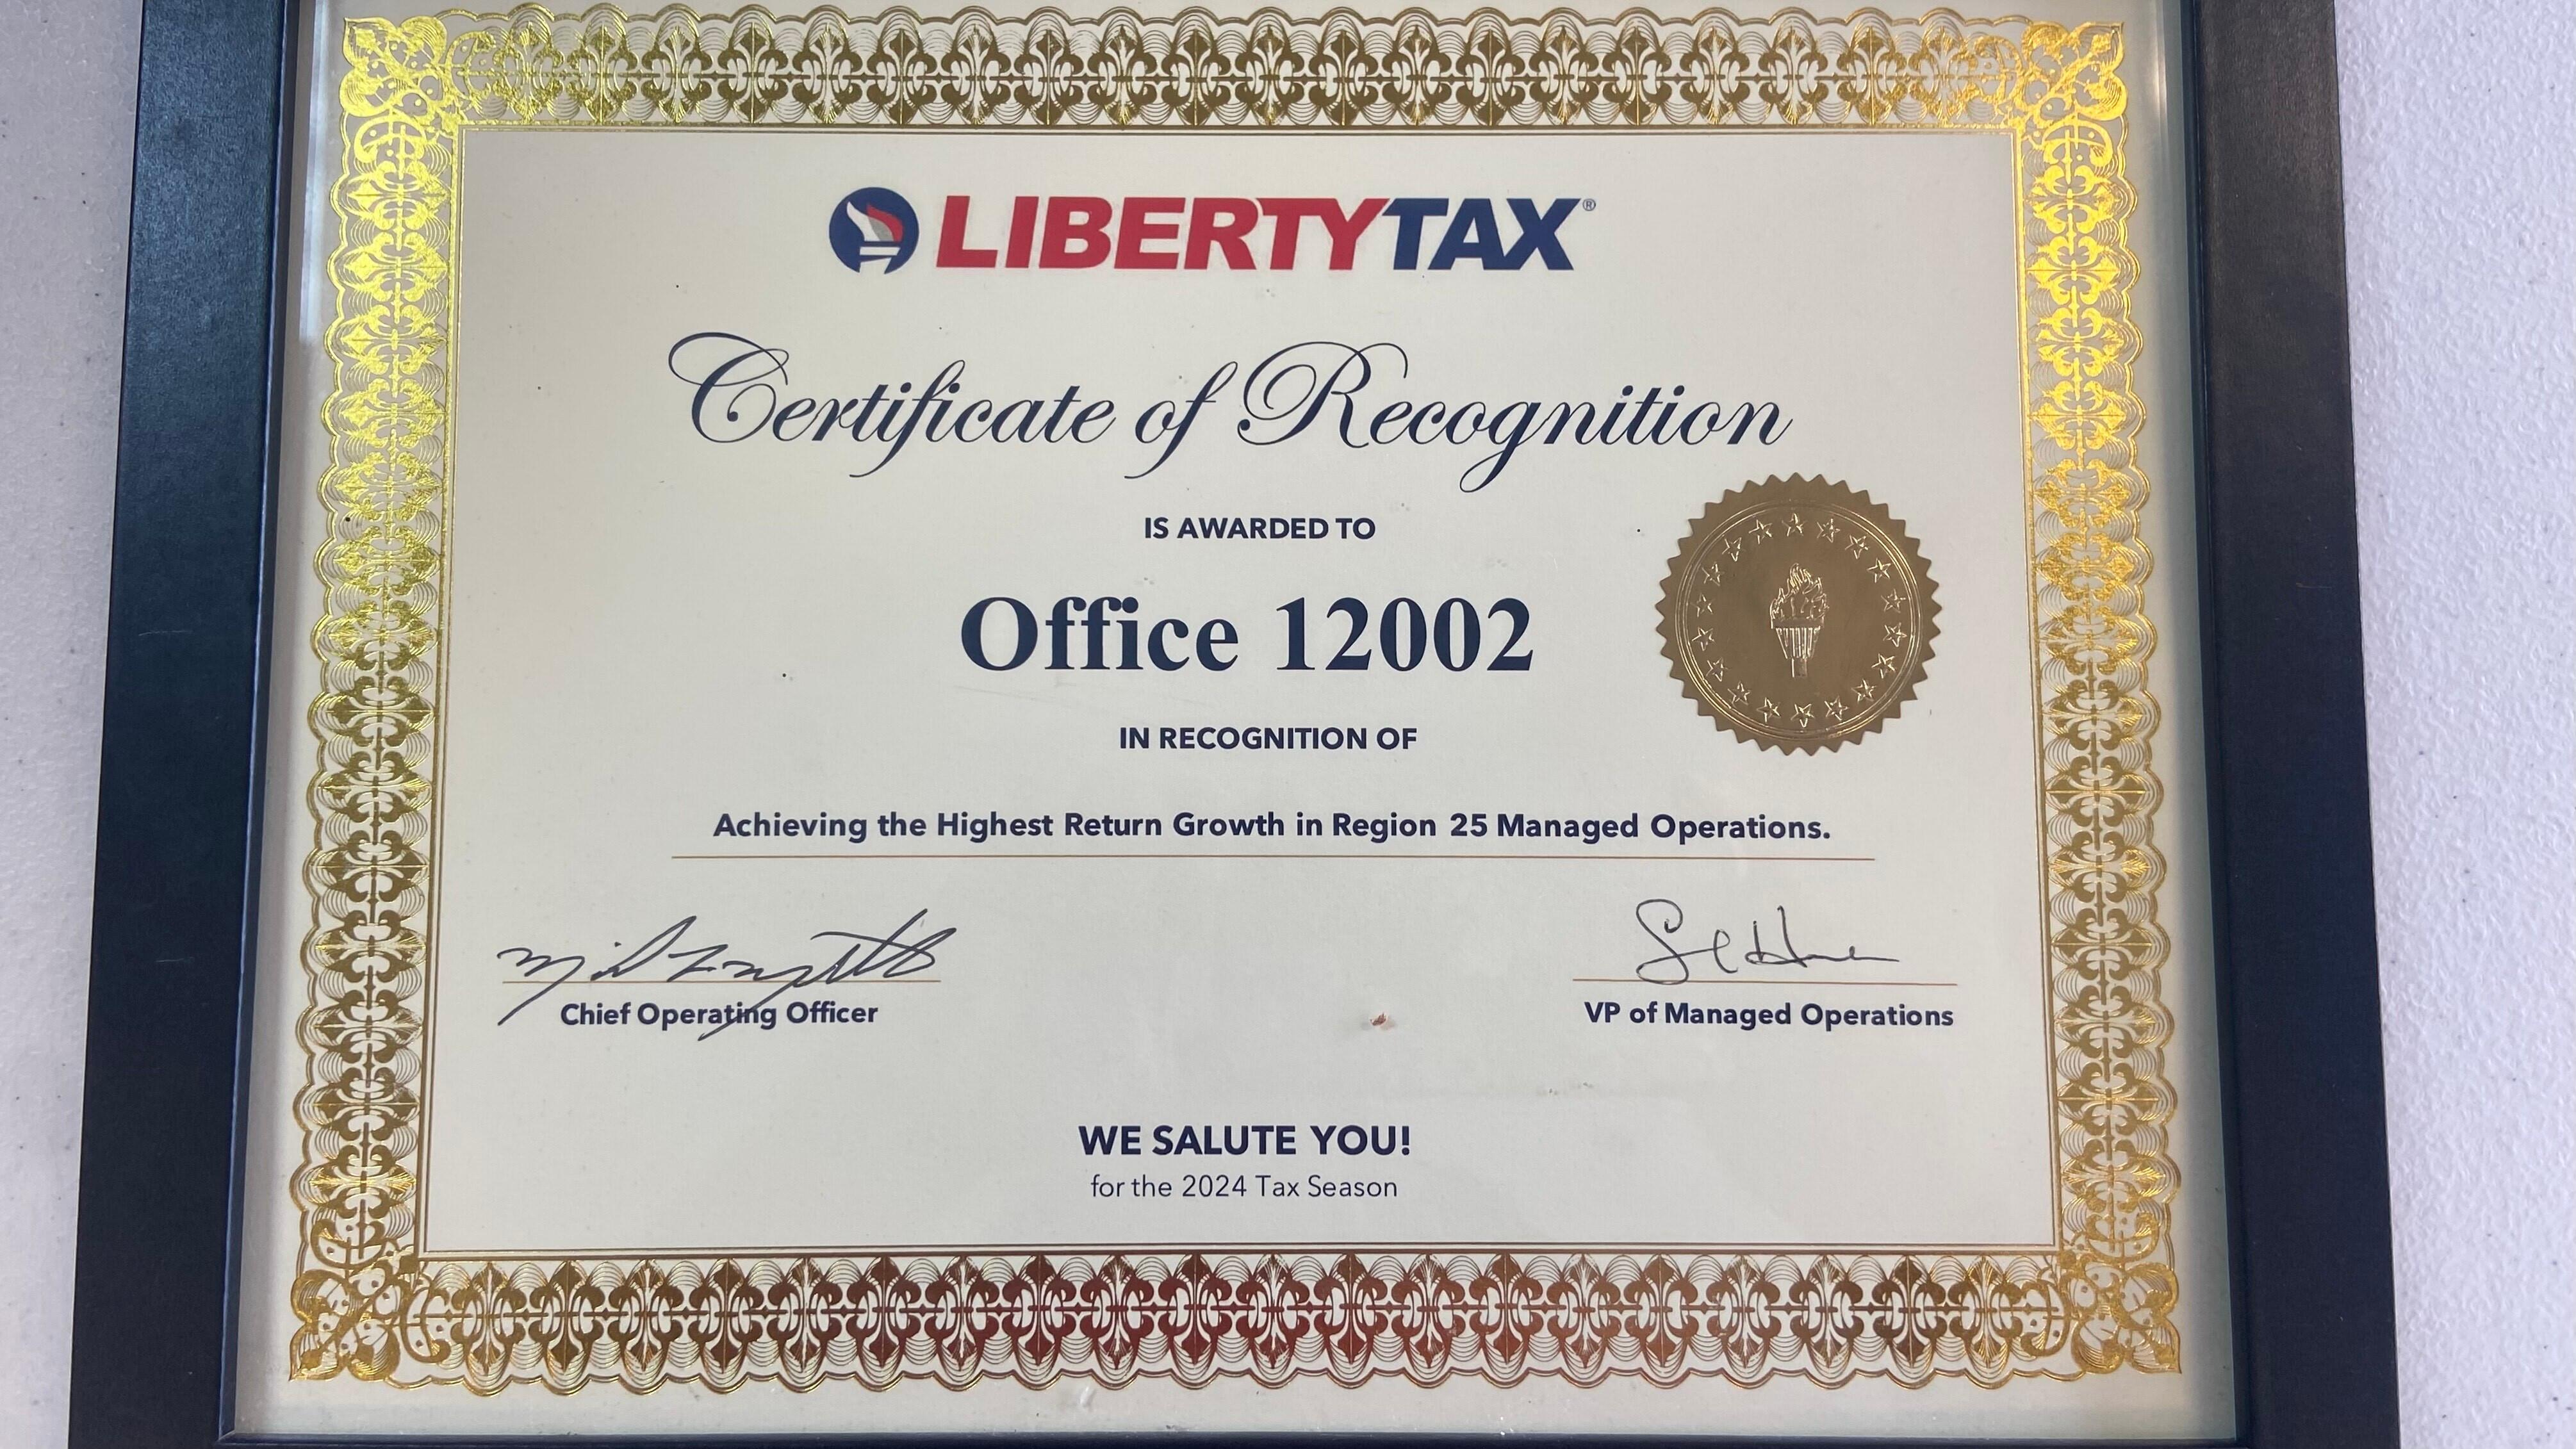 LIBERTYTAX®
Certificate of Recognition
IS AWARDED TO
Office 12002
IN RECOGNITION OF
Achieving the Highest Return Growth in Region 25 Managed Operations.
Chief Operating Officer
VP of Managed Operations
WE SALUTE YOU!
for the 2024 Tax Season